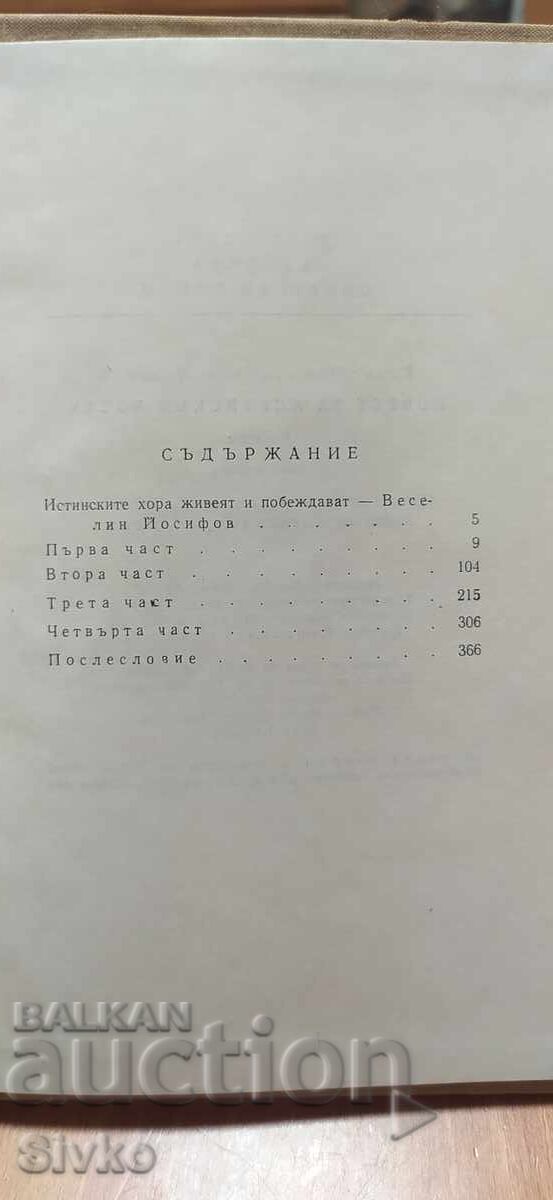 СЪДЪРЖАНИЕ
Истинските хора живеят и побеждават — Весе-
лин Йосифов . . . . . . . 5
Първа част . . . . . . . . . 9
Втора част . . . . . . . . . 104
Трета част . . . . . . . . . 215
Четвърта част . . . . . . . . 306
Послесловие . . . . . . . . . 366
BALKAN
auction
Sivko